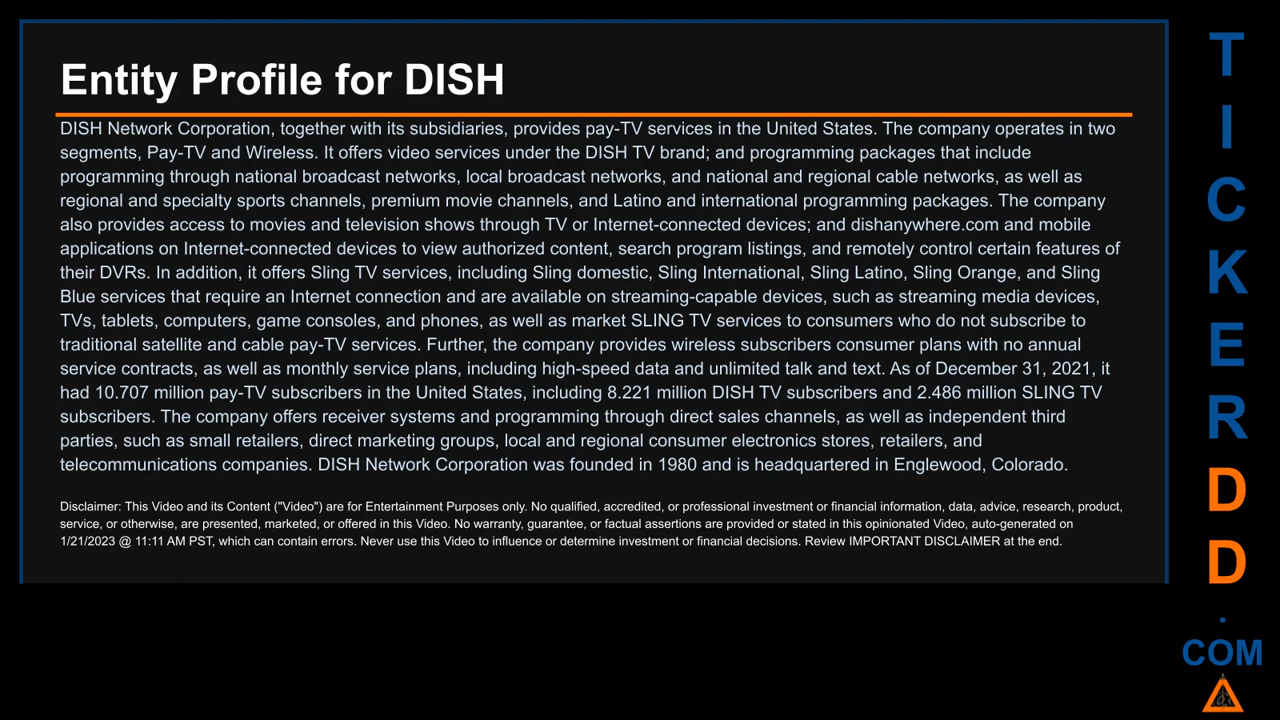 Entity Profile for DISH
DISH Network Corporation, together with its subsidiaries, provides pay-TV services in the United States. The company operates in two
segments, Pay-TV and Wireless. It offers video services under the DISH TV brand; and programming packages that include
programming through national broadcast networks, local broadcast networks, and national and regional cable networks, as well as
regional and specialty sports channels, premium movie channels, and Latino and international programming packages. The company
also provides access to movies and television shows through TV or Internet-connected devices; and dishanywhere.com and mobile
applications on Internet-connected devices to view authorized content, search program listings, and remotely control certain features of
their DVRs. In addition, it offers Sling TV services, including Sling domestic, Sling International, Sling Latino, Sling Orange, and Sling
Blue services that require an Internet connection and are available on streaming-capable devices, such as streaming media devices,
TVs, tablets, computers, game consoles, and phones, as well as market SLING TV services to consumers who do not subscribe to
traditional satellite and cable pay-TV services. Further, the company provides wireless subscribers consumer plans with no annual
service contracts, as well as monthly service plans, including high-speed data and unlimited talk and text. As of December 31, 2021, it
had 10.707 million pay-TV subscribers in the United States, including 8.221 million DISH TV subscribers and 2.486 million SLING TV
subscribers. The company offers receiver systems and programming through direct sales channels, as well as independent third
parties, such as small retailers, direct marketing groups, local and regional consumer electronics stores, retailers, and
telecommunications companies. DISH Network Corporation was founded in 1980 and is headquartered in Englewood, Colorado.
Disclaimer: This Video and its Content ("Video") are for Entertainment Purposes only. No qualified, accredited, or professional investment or financial information, data, advice, research, product,
service, or otherwise, are presented, marketed, or offered in this Video. No warranty, guarantee, or factual assertions are provided or stated in this opinionated Video, auto-generated on
1/21/2023 @ 11:11 AM PST, which can contain errors. Never use this Video to influence or determine investment or financial decisions. Review IMPORTANT DISCLAIMER at the end.
TICKERDD.COM